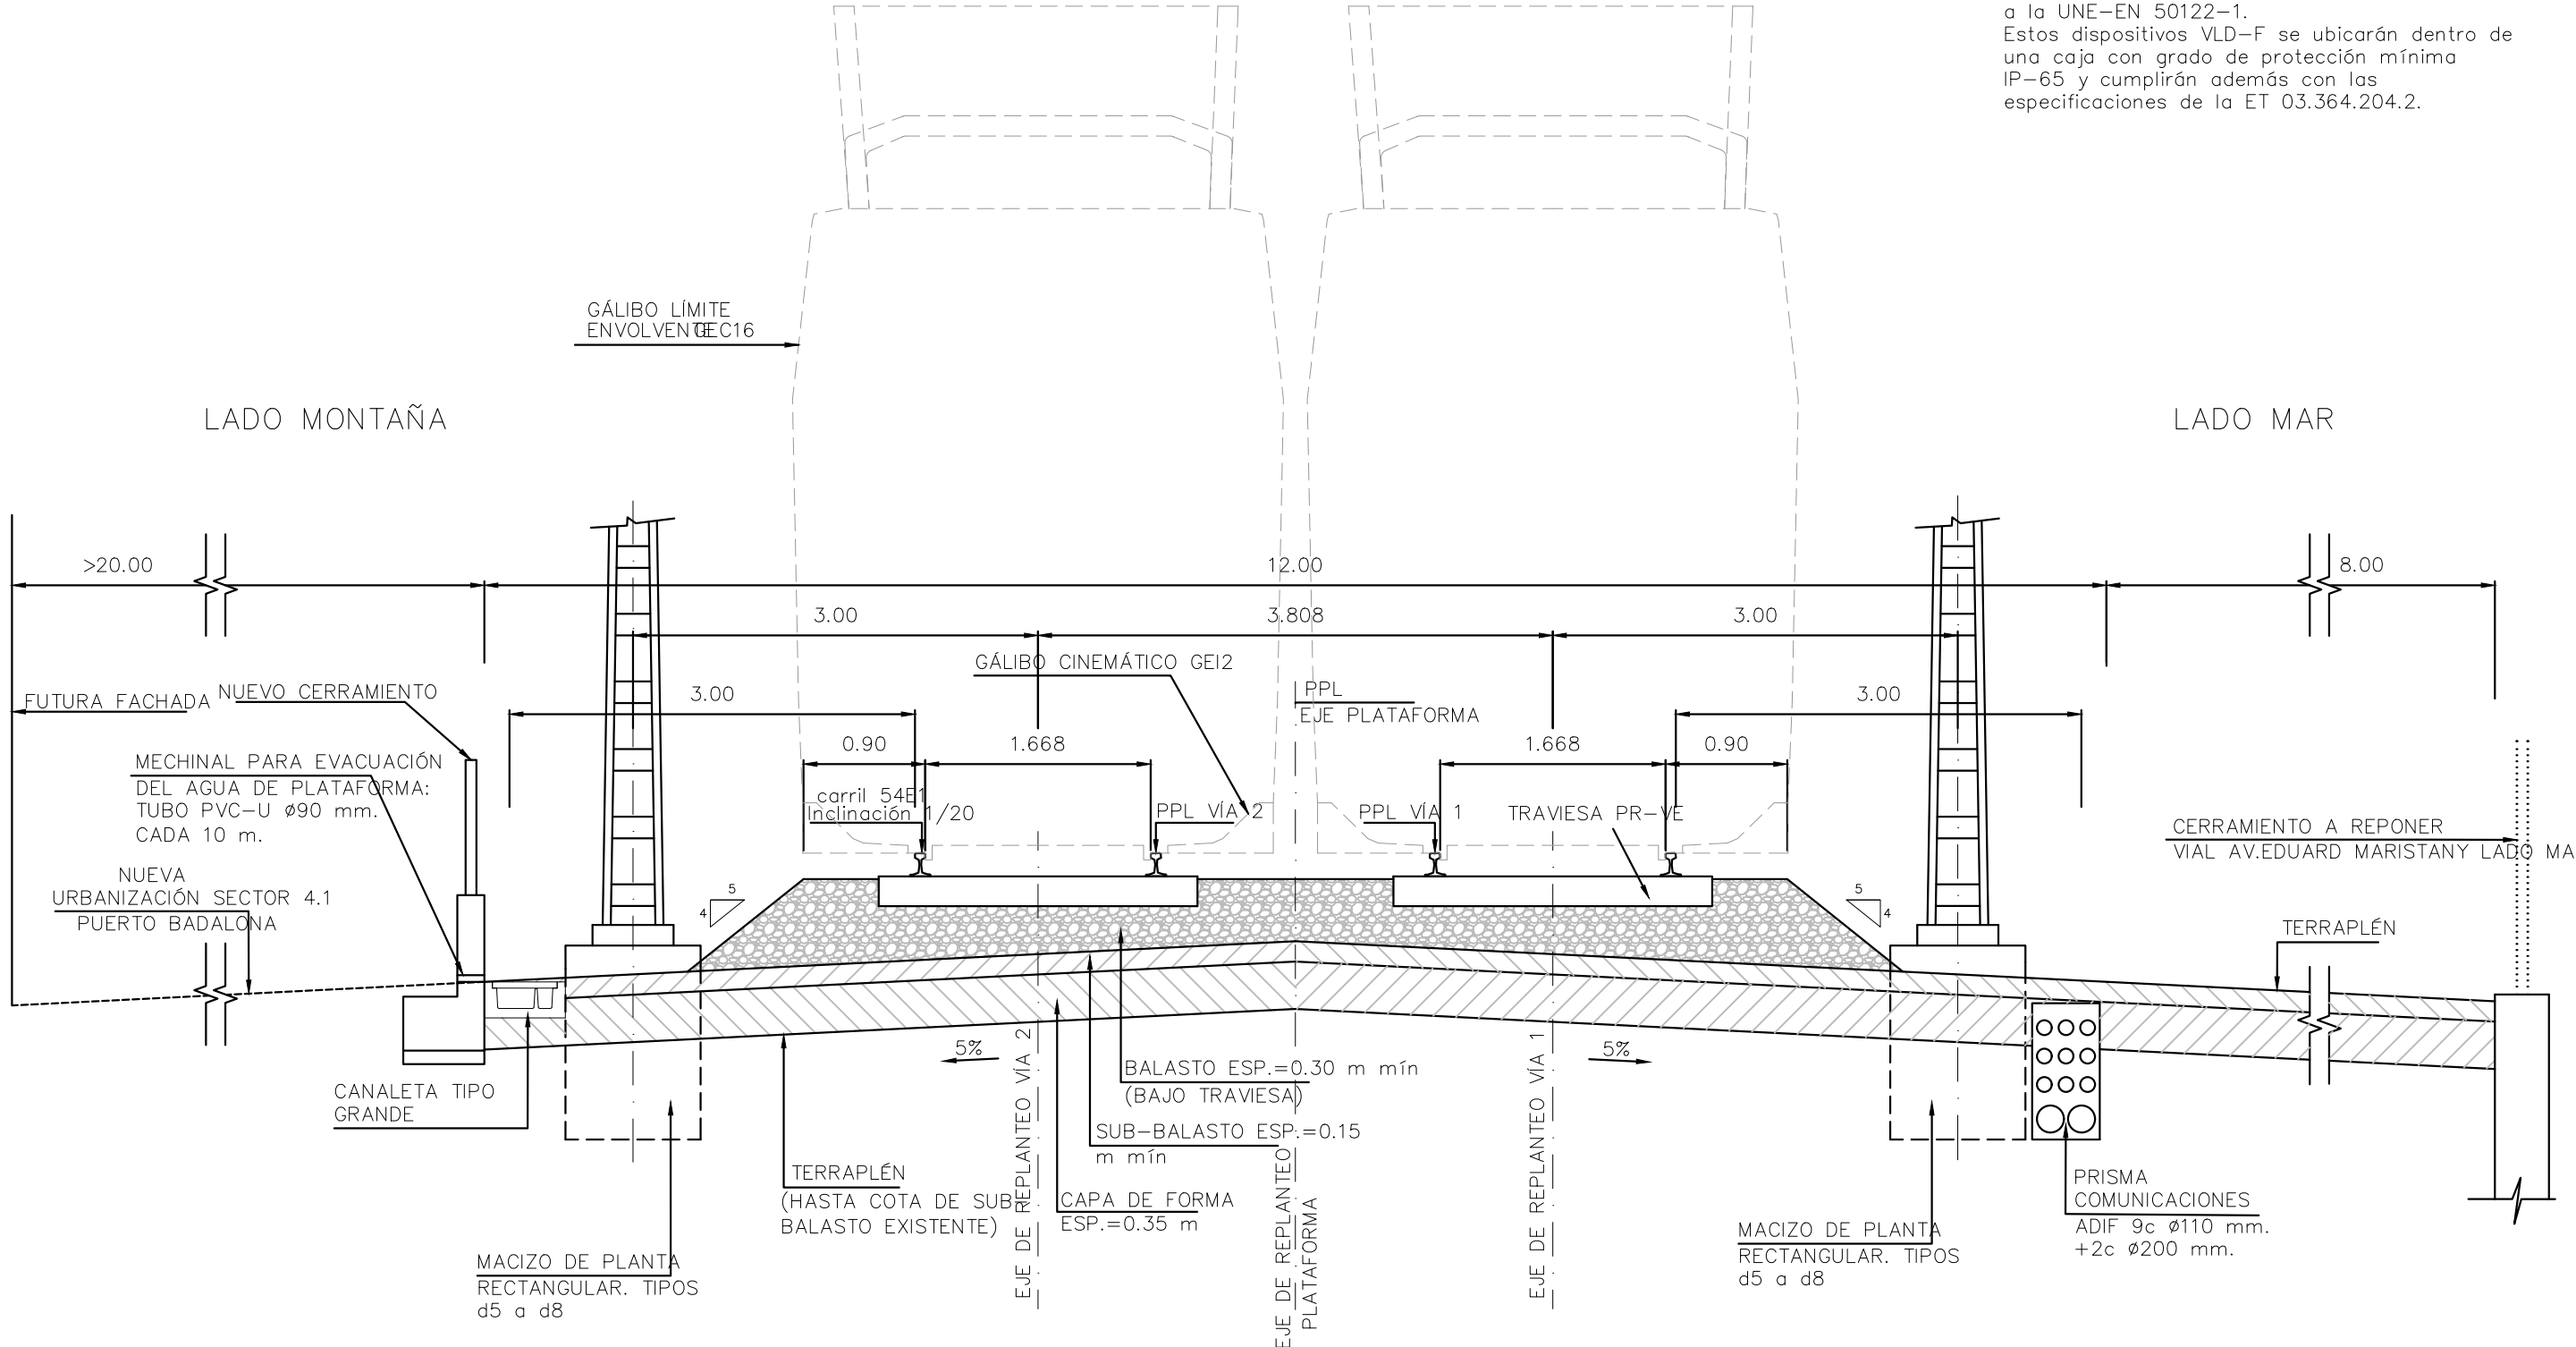 a la UNE-EN 50122-1.
Estos dispositivos VLD-F se ubicarán dentro de
una caja con grado de protección mínima
IP-65 y cumplirán además con las
especificaciones de la ET 03.364.204.2.
GÁLIBO LÍMITE
ENVOLVENTE GEC16
LADO MONTAÑA
LADO MAR
>20.00
12.00
8.00
3.00
3.808
3.00
GÁLIBO CINEMÁTICO GEI2
FUTURA FACHADA
NUEVO CERRAMIENTO
3.00
PPL
EJE PLATAFORMA
3.00
0.90
1.668
1.668
0.90
MECHINAL PARA EVACUACIÓN
DEL AGUA DE PLATAFORMA:
TUBO PVC-U ø90 mm.
CADA 10 m.
carril 54E1
Inclinación 1/20
PPL VÍA 2
PPL VÍA 1
TRAVIESA PR-VE
CERRAMIENTO A REPONER
VIAL AV.EDUARD MARISTANY LADO MA
NUEVA
URBANIZACIÓN SECTOR 4.1
PUERTO BADALONA
5
4
5
4
TERRAPLÉN
5%
5%
CANALETA TIPO
GRANDE
BALASTO ESP.=0.30 m mín
(BAJO TRAVIESA)
SUB-BALASTO ESP.=0.15
m mín
TERRAPLÉN
(HASTA COTA DE SUB
BALASTO EXISTENTE)
CAPA DE FORMA
ESP.=0.35 m
EJE DE REPLANTEO VÍA 2
EJE DE REPLANTEO
PLATAFORMA
EJE DE REPLANTEO VÍA 1
MACIZO DE PLANTA
RECTANGULAR. TIPOS
d5 a d8
MACIZO DE PLANTA
RECTANGULAR. TIPOS
d5 a d8
PRISMA
COMUNICACIONES
ADIF 9c ø110 mm.
+2c ø200 mm.